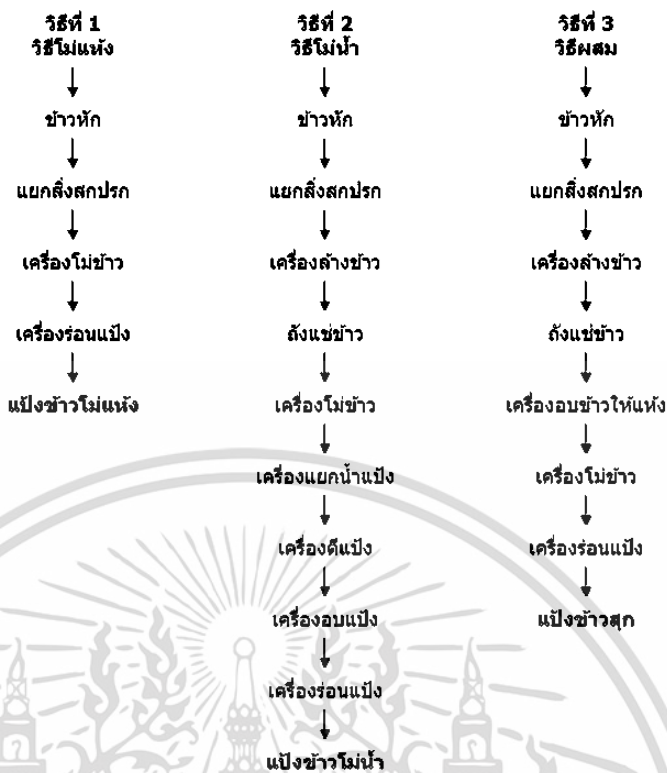 วิธีที่ 1
วิธีโม่แห้ง
ข้าวหัก
แยกสิ่งสกปรก
เครื่องโม่ข้าว
เครื่องร่อนแป้ง
แป้งข้าวโม่แห้ง
วิธีที่ 2
วิธีโม่น้ำ
ข้าวหัก
แยกสิ่งสกปรก
เครื่องล้างข้าว
ถังแช่ข้าว
เครื่องโม่ข้าว
เครื่องแยกน้ำแป้ง
เครื่องตีแป้ง
เครื่องอบแป้ง
เครื่องร่อนแป้ง
แป้งข้าวโม่น้ำ
วิธีที่ 3
วิธีผสม
ข้าวหัก
แยกสิ่งสกปรก
เครื่องล้างข้าว
ถังแช่ข้าว
เครื่องอบข้าวให้แห้ง
เครื่องโม่ข้าว
เครื่องร่อนแป้ง
แป้งข้าวสุก